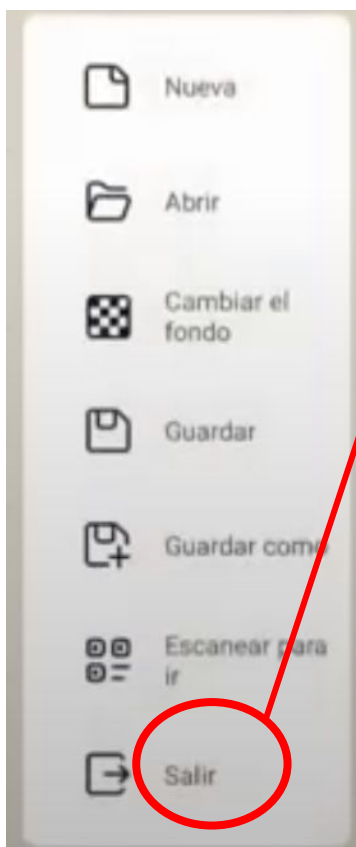 Nueva
Abrir
Cambiar el
fondo
Guardar
Guardar como
Escanear para
ir
Salir